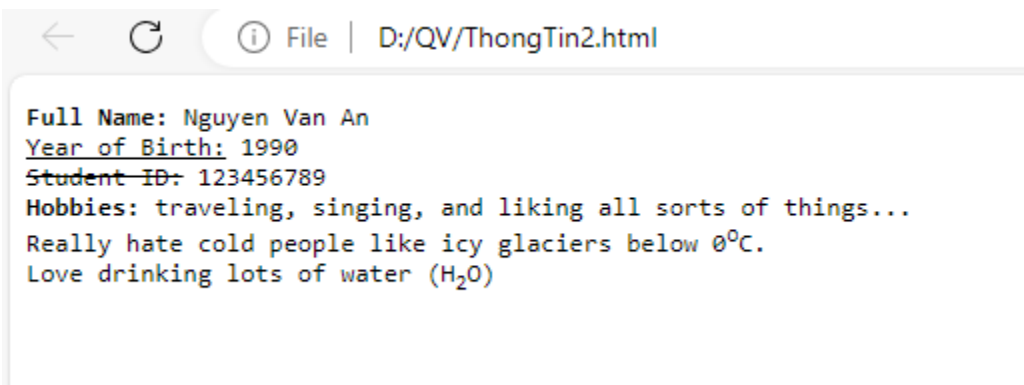 File | D:/QV/ThongTin2.html
Full Name: Nguyen Van An
Year of Birth: 1990
Student ID: 123456789
Hobbies: traveling, singing, and liking all sorts of things...
Really hate cold people like icy glaciers below 0⁰C.
Love drinking lots of water (H₂O)